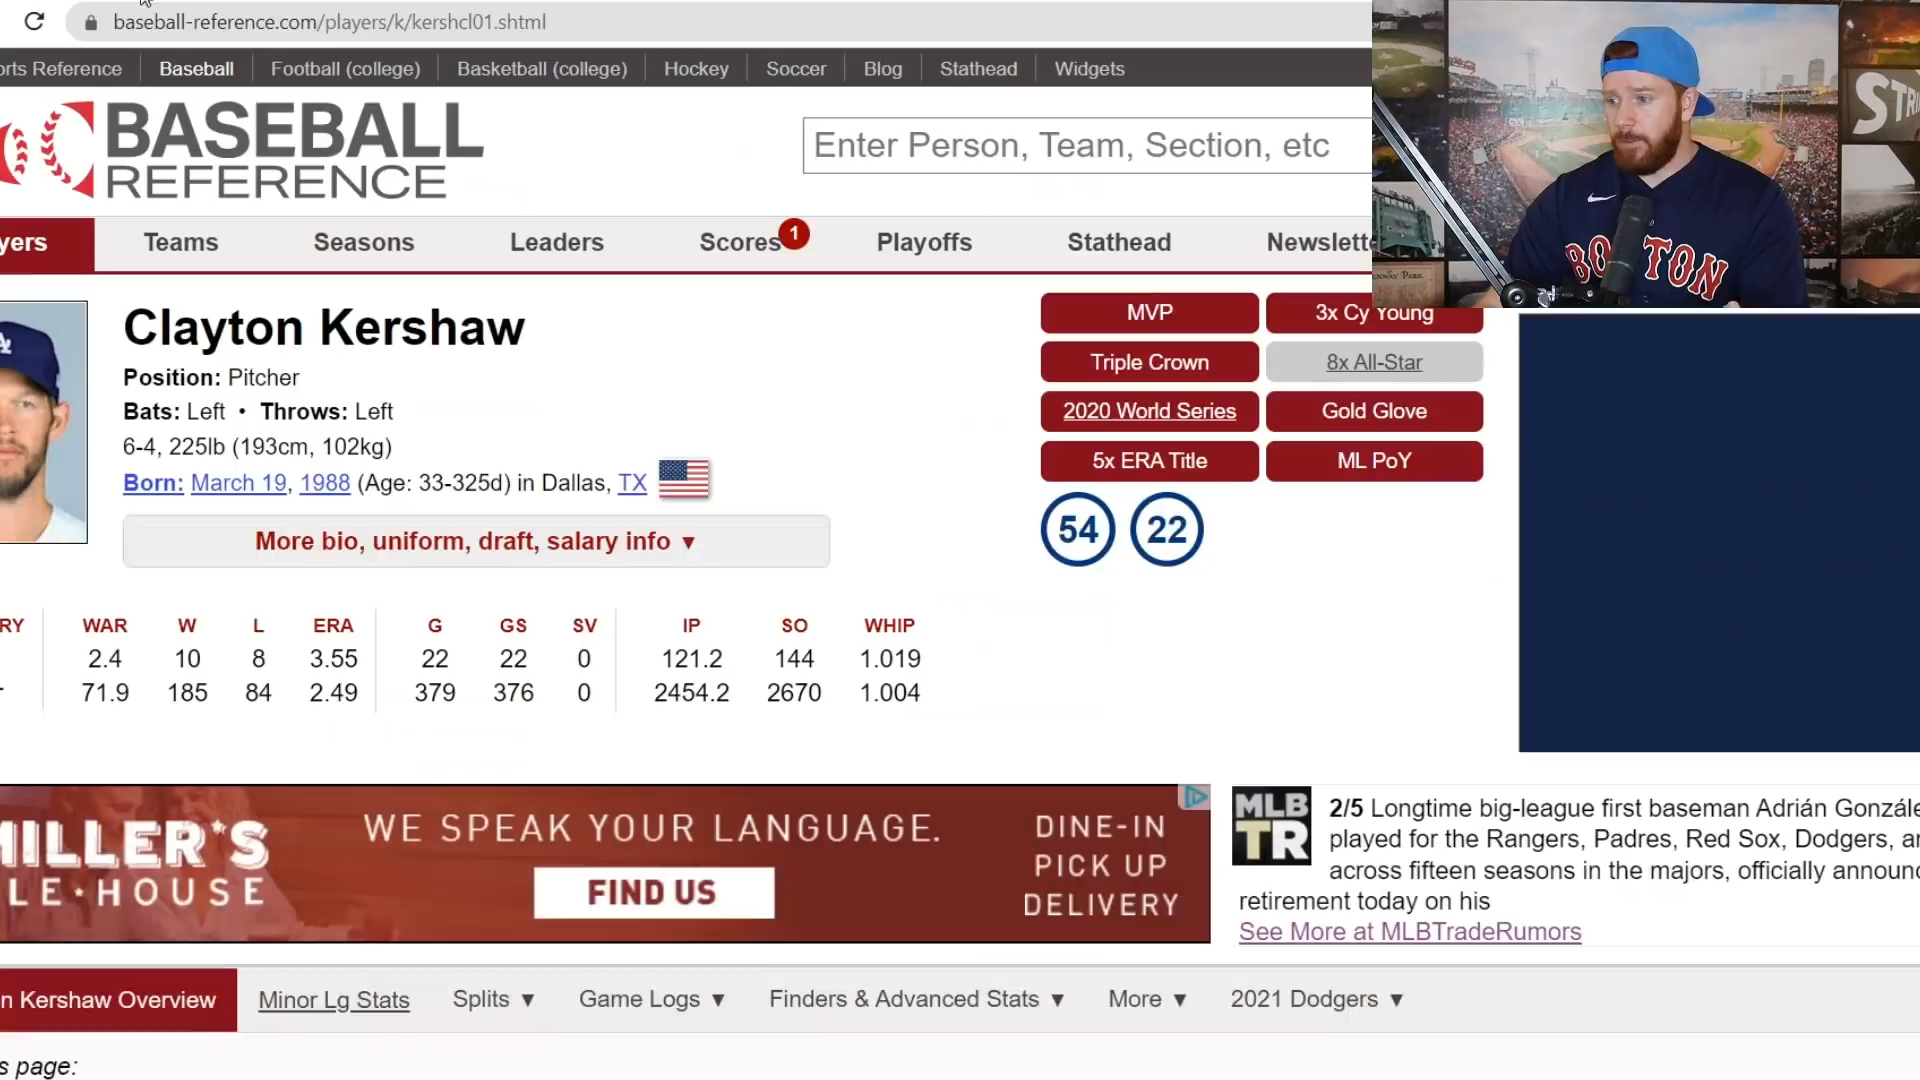 baseball-reference.com/players/k/kershcl01.shtml
rts Reference Baseball Football (college) Basketball (college) Hockey Soccer Blog Stathead Widgets
BASEBALL
REFERENCE
Enter Person, Team, Section, etc
STR
BOSTON
FENWAY PARK
yers Teams Seasons Leaders Scores 1 Playoffs Stathead Newslett
Clayton Kershaw
Position: Pitcher
Bats: Left • Throws: Left
6-4, 225lb (193cm, 102kg)
Born: March 19, 1988 (Age: 33-325d) in Dallas, TX
More bio, uniform, draft, salary info ▼
MVP 3x Cy Young
Triple Crown 8x All-Star
2020 World Series Gold Glove
5x ERA Title ML PoY
54 22
RY WAR W L ERA G GS SV IP SO WHIP
2.4 10 8 3.55 22 22 0 121.2 144 1.019
71.9 185 84 2.49 379 376 0 2454.2 2670 1.004
MILLER'S
LE·HOUSE
WE SPEAK YOUR LANGUAGE.
FIND US
DINE-IN
PICK UP
DELIVERY
MLB
TR
2/5 Longtime big-league first baseman Adrián Gonzále
played for the Rangers, Padres, Red Sox, Dodgers, an
across fifteen seasons in the majors, officially announc
retirement today on his
See More at MLBTradeRumors
n Kershaw Overview Minor Lg Stats Splits ▼ Game Logs ▼ Finders & Advanced Stats ▼ More ▼ 2021 Dodgers ▼
s page: